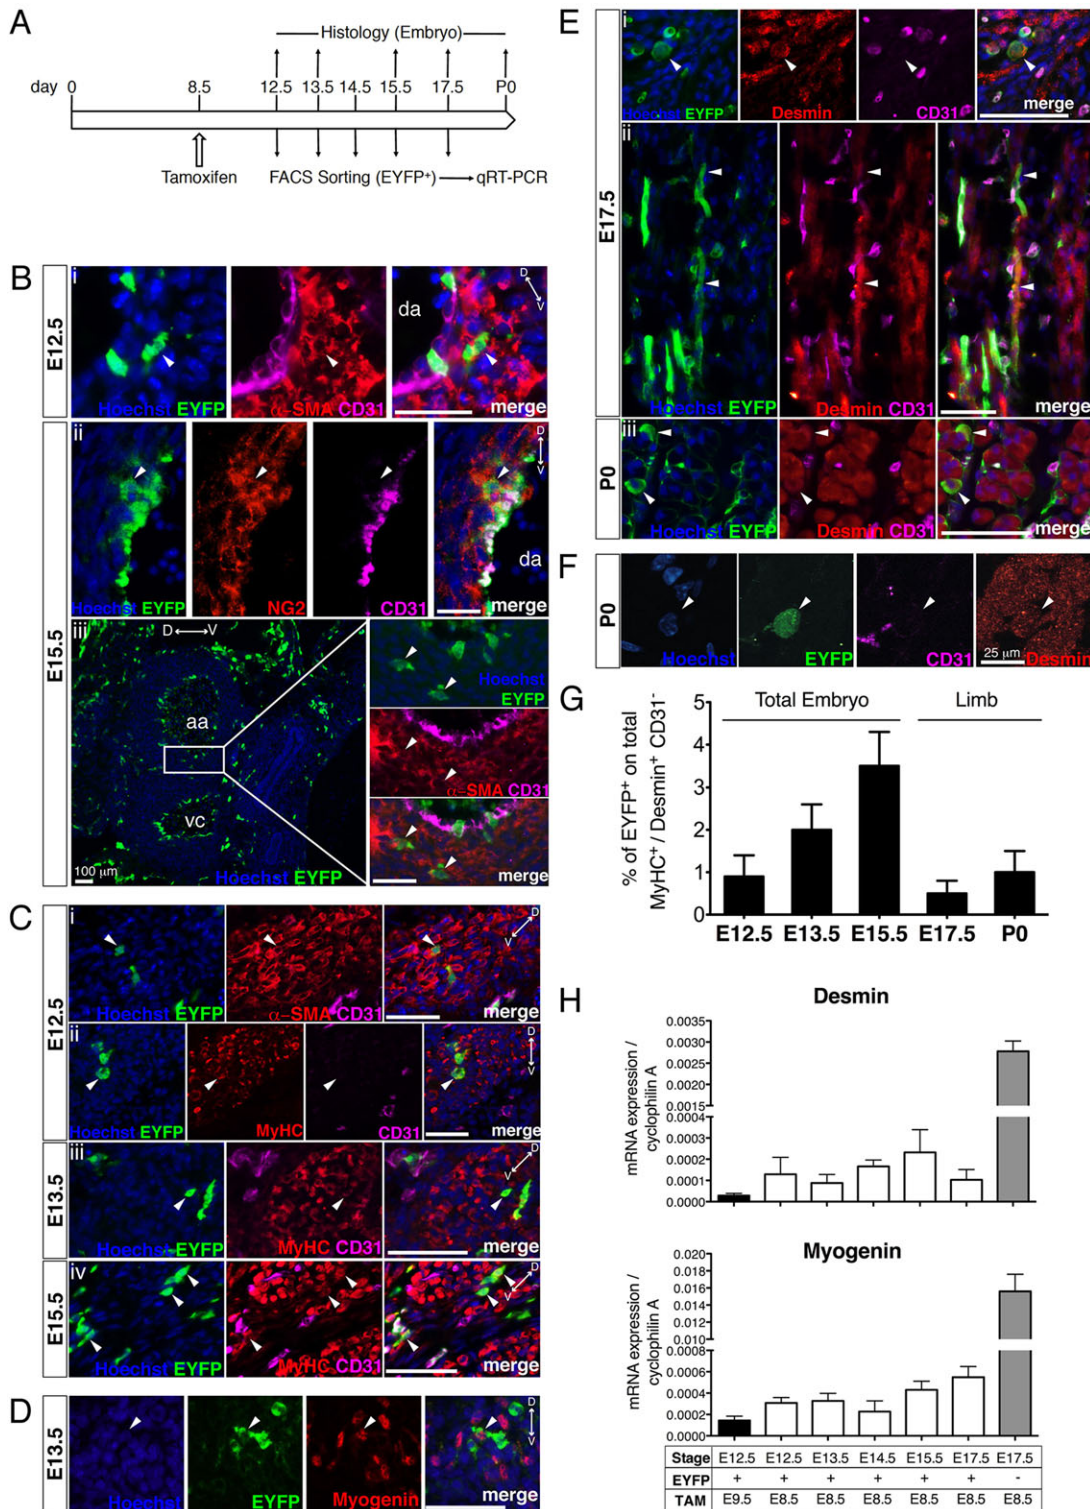 A
Histology (Embryo)
day 0 8.5 12.5 13.5 14.5 15.5 17.5 P0
Tamoxifen
FACS Sorting (EYFP+) qRT-PCR
B
E12.5
i
Hoechst EYFP
α-SMA CD31
da
D
V
merge
E15.5
ii
Hoechst EYFP
NG2
CD31
D
V
da
merge
iii
D V
aa
vc
100 μm
Hoechst EYFP
Hoechst
EYFP
α-SMA CD31
merge
C
E12.5
i
Hoechst EYFP
α-SMA CD31
D
V
merge
ii
Hoechst EYFP
MyHC
CD31
D
V
merge
E13.5
iii
Hoechst EYFP
MyHC CD31
D
V
merge
E15.5
iv
Hoechst EYFP
MyHC CD31
D
V
merge
D
E13.5
Hoechst
EYFP
Myogenin
D
V
merge
E
E17.5
i
Hoechst EYFP
Desmin
CD31
merge
ii
Hoechst EYFP
Desmin CD31
merge
P0
iii
Hoechst EYFP
Desmin CD31
merge
F
P0
Hoechst
EYFP
CD31
25 μm
Desmin
G
Total Embryo Limb
% of EYFP+ on total
MyHC+ / Desmin+ CD31-
5
4
3
2
1
0
E12.5 E13.5 E15.5 E17.5 P0
H
Desmin
mRNA expression /
cyclophilin A
0.0035
0.0030
0.0025
0.0020
0.0015
0.0004
0.0003
0.0002
0.0001
0.0000
Myogenin
mRNA expression /
cyclophilin A
0.020
0.018
0.016
0.014
0.012
0.010
0.0008
0.0006
0.0004
0.0002
0.0000
Stage E12.5 E12.5 E13.5 E14.5 E15.5 E17.5 E17.5
EYFP + + + + + + -
TAM E9.5 E8.5 E8.5 E8.5 E8.5 E8.5 E8.5